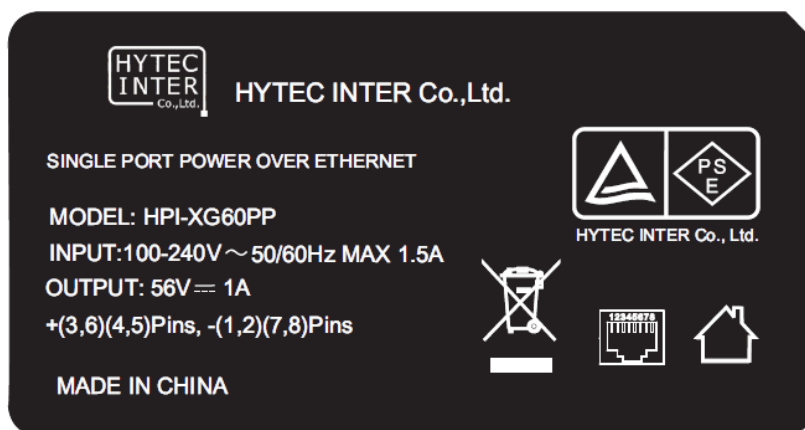 HYTEC
INTER
Co.,Ltd.
HYTEC INTER Co.,Ltd.
SINGLE PORT POWER OVER ETHERNET
MODEL: HPI-XG60PP
INPUT:100-240V～50/60Hz MAX 1.5A
OUTPUT: 56V⎓1A
+(3,6)(4,5)Pins, -(1,2)(7,8)Pins
MADE IN CHINA
PS
E
HYTEC INTER Co., Ltd.
12345678